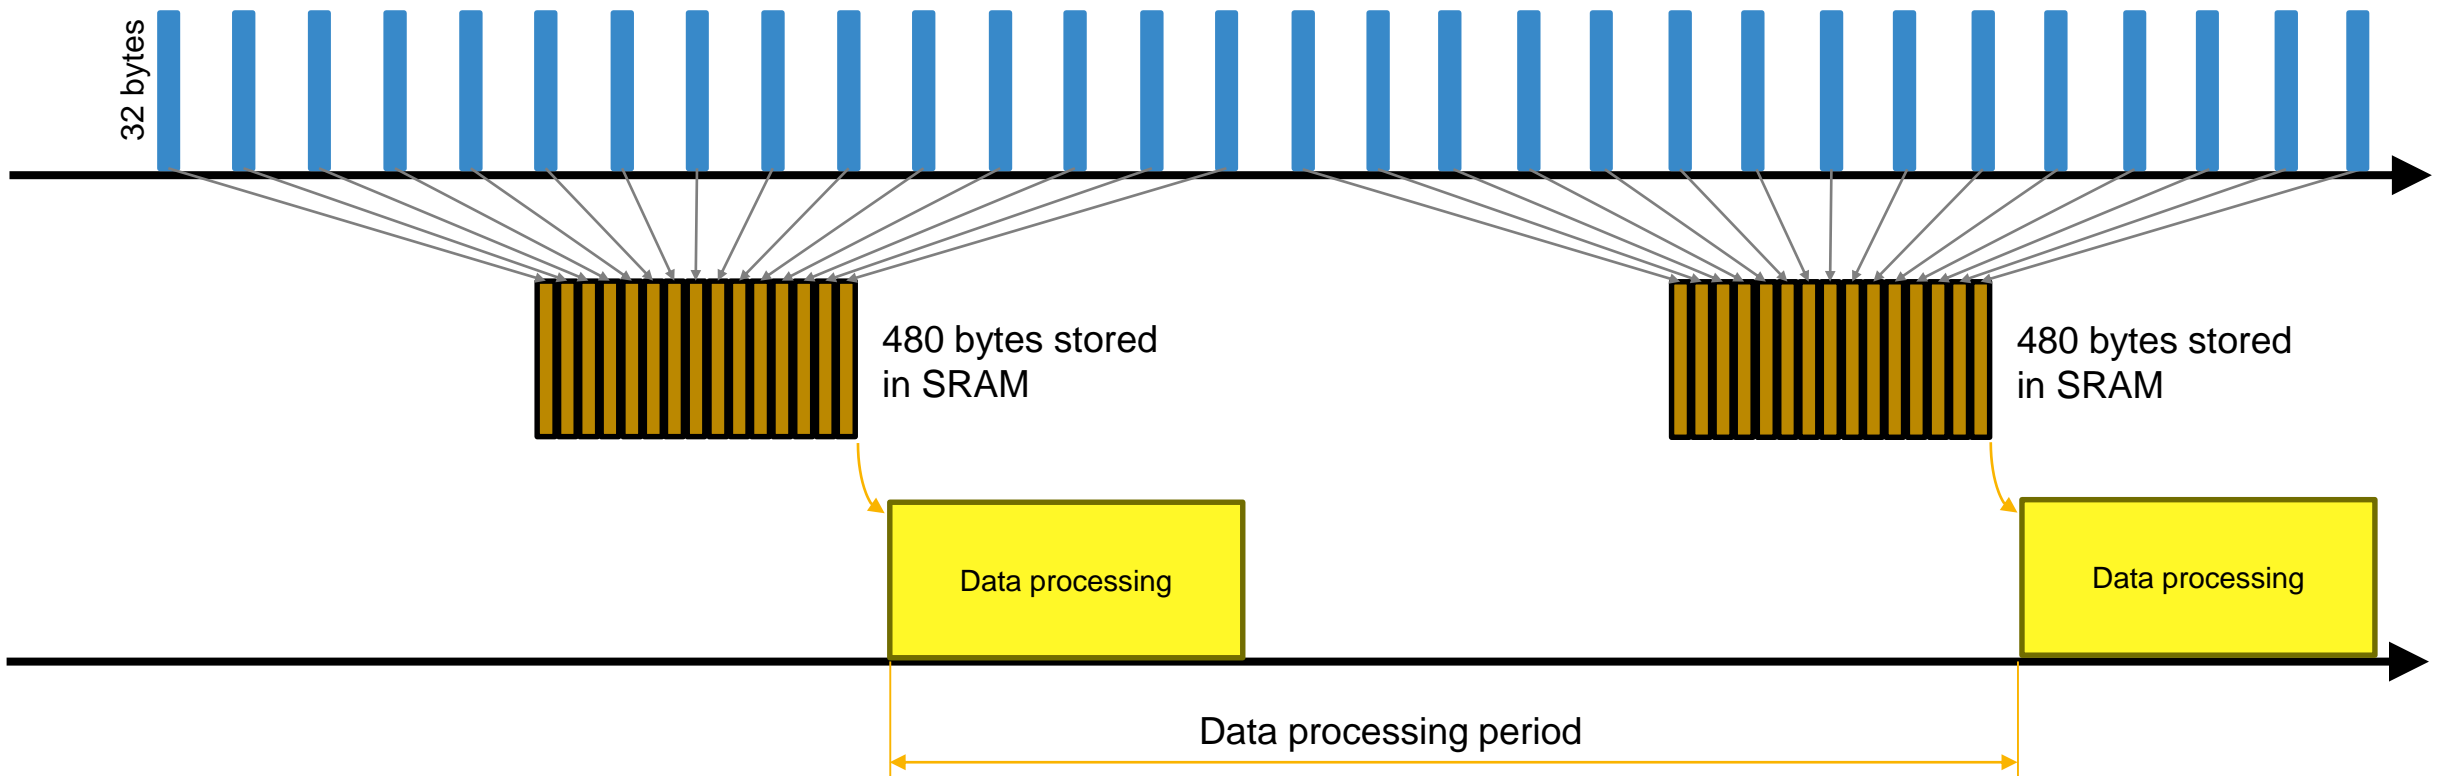 32 bytes
480 bytes stored
in SRAM
480 bytes stored
in SRAM
Data processing
Data processing
Data processing period